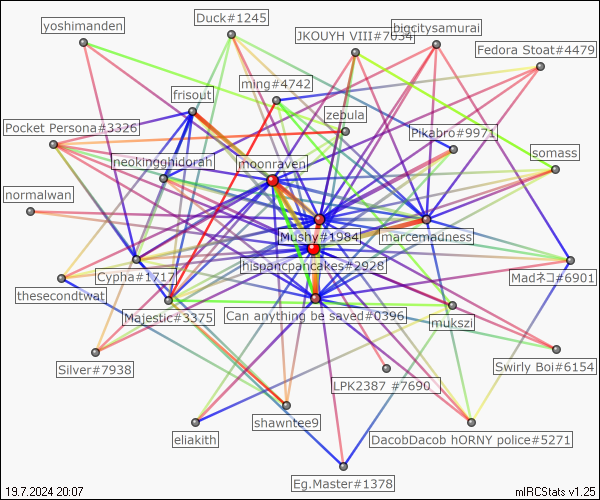 Duck#1245
yoshimanden
bigcitysamurai
JKOUYH VIII#7034
Fedora Stoat#4479
ming#4742
frisout
zebula
Pocket Persona#3326
Pikabro#9971
neokingghidorah
moonraven
somass
normalwan
Mushy#1984
marcemadness
hispancpancakes#2928
Cypha#1717
Madネコ#6901
thesecondtwat
Majestic#3375
Can anything be saved#0396
mukszi
Silver#7938
Swirly Boi#6154
LPK2387 #7690
shawntee9
eliakith
DacobDacob hORNY police#5271
Eg.Master#1378
19.7.2024 20:07
mIRCStats v1.25